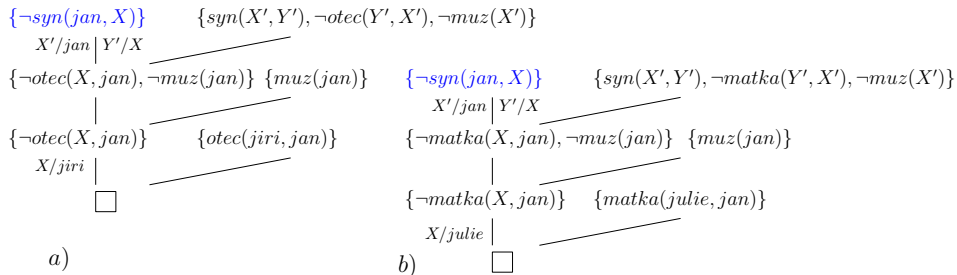 {¬syn(jan, X)} {syn(X′, Y′), ¬otec(Y′, X′), ¬muz(X′)}
X′/jan Y′/X
{¬otec(X, jan), ¬muz(jan)} {muz(jan)}
{¬otec(X, jan)} {otec(jiri, jan)}
X/jiri
a)
{¬syn(jan, X)} {syn(X′, Y′), ¬matka(Y′, X′), ¬muz(X′)}
X′/jan Y′/X
{¬matka(X, jan), ¬muz(jan)} {muz(jan)}
{¬matka(X, jan)} {matka(julie, jan)}
X/julie
b)